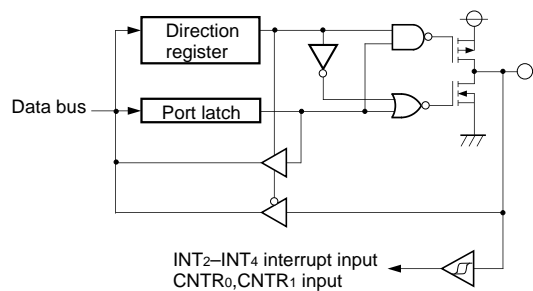 Direction
register
Data bus
Port latch
INT2–INT4 interrupt input
CNTR0,CNTR1 input